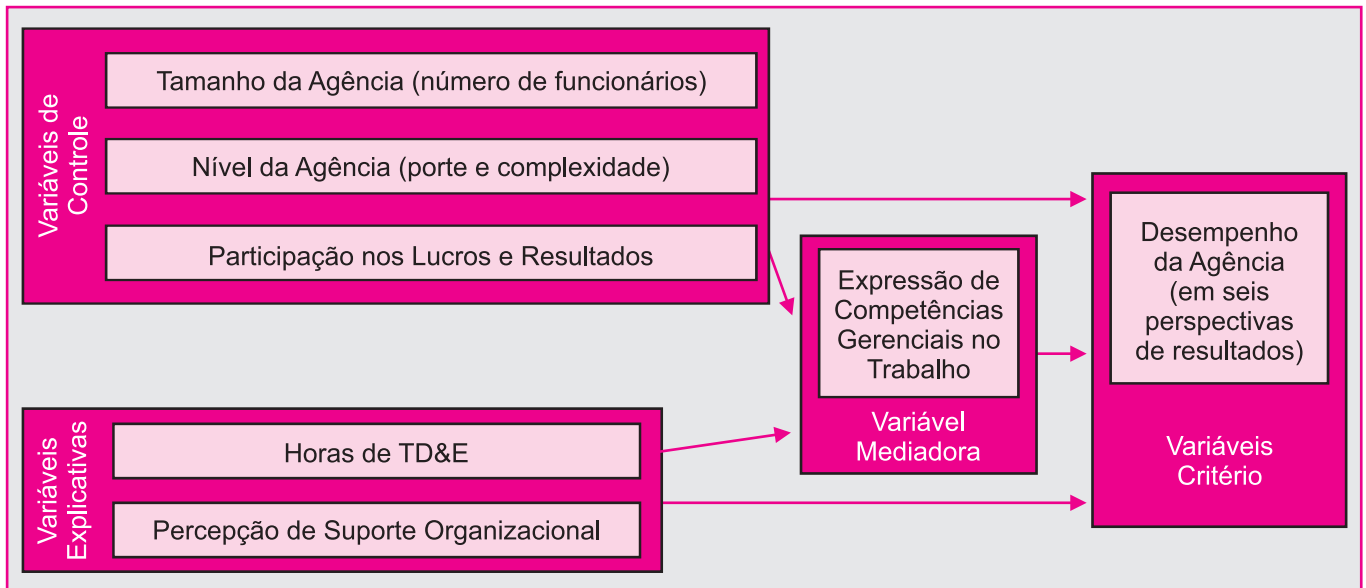 Variáveis de
Controle
Tamanho da Agência (número de funcionários)
Nível da Agência (porte e complexidade)
Participação nos Lucros e Resultados
Variáveis
Explicativas
Horas de TD&E
Percepção de Suporte Organizacional
Expressão de
Competências
Gerenciais no
Trabalho
Variável
Mediadora
Desempenho
da Agência
(em seis
perspectivas
de resultados)
Variáveis
Critério